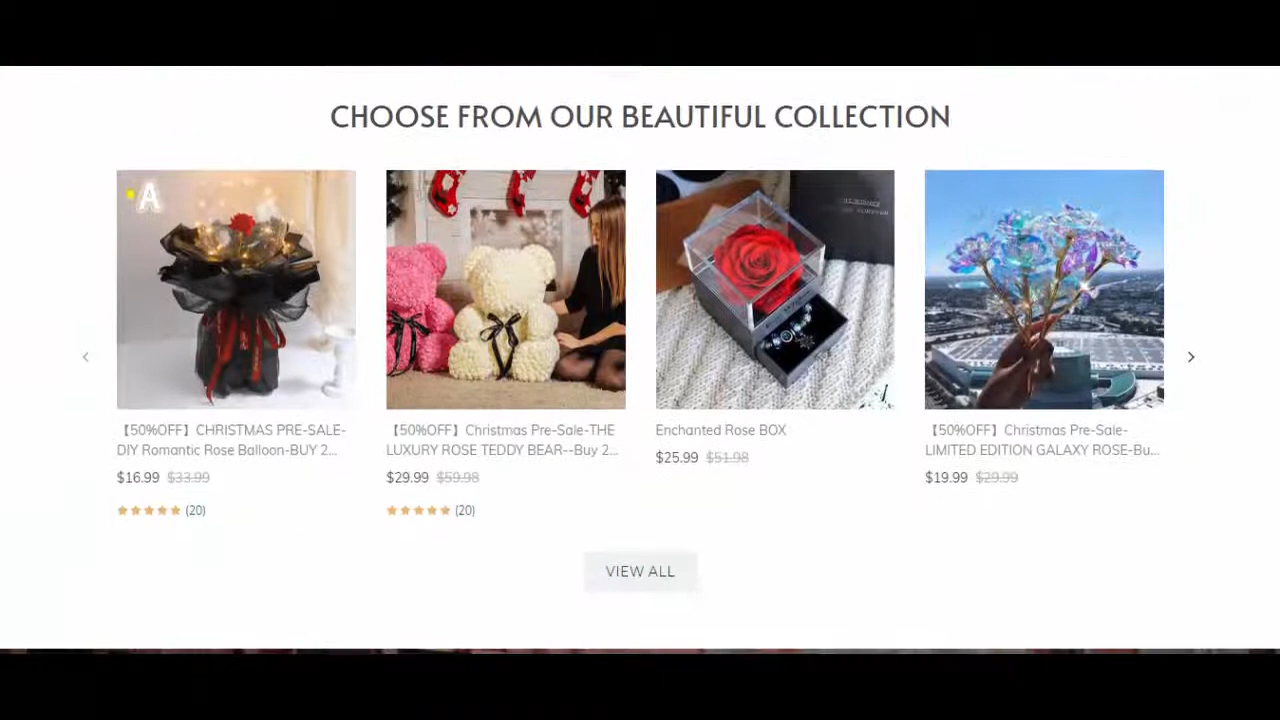 CHOOSE FROM OUR BEAUTIFUL COLLECTION
A
【50%OFF】CHRISTMAS PRE-SALE-
DIY Romantic Rose Balloon-BUY 2...
$16.99 $33.99
(20)
【50%OFF】Christmas Pre-Sale-THE
LUXURY ROSE TEDDY BEAR--Buy 2...
$29.99 $59.98
(20)
Enchanted Rose BOX
$25.99 $51.98
【50%OFF】Christmas Pre-Sale-
LIMITED EDITION GALAXY ROSE-Bu...
$19.99 $29.99
VIEW ALL